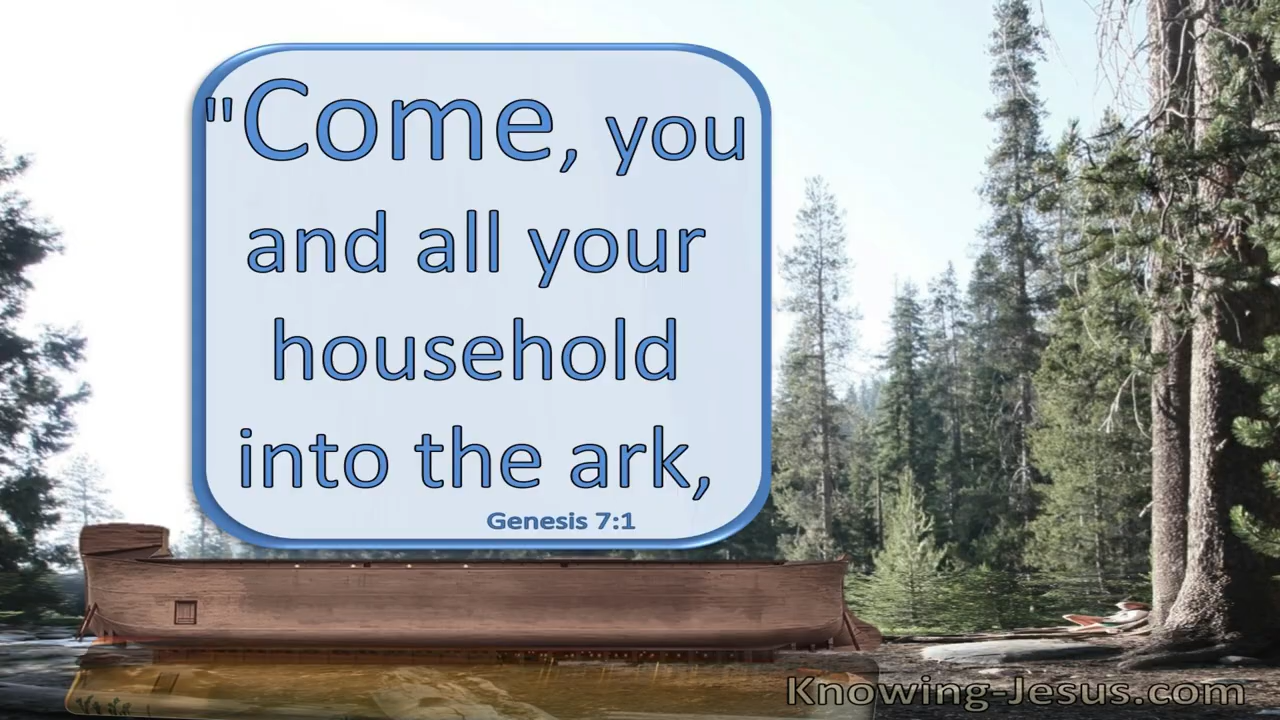 "Come, you
and all your
household
into the ark,
Genesis 7:1
Knowing-Jesus.com